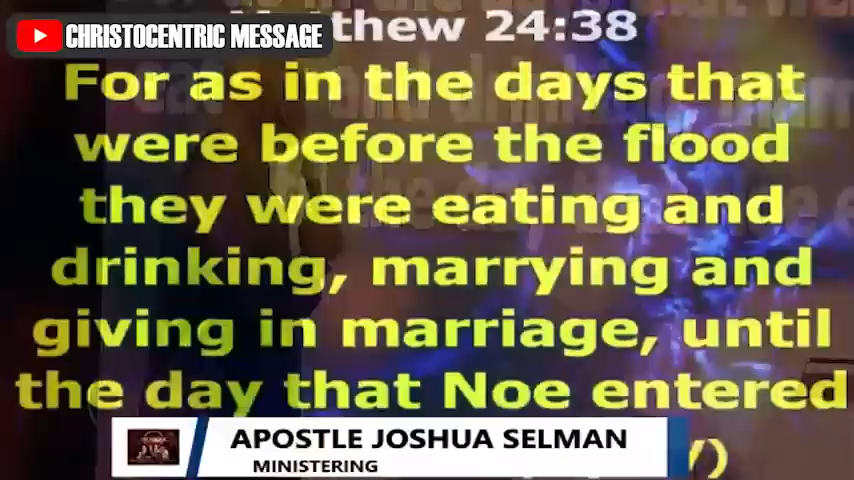 CHRISTOCENTRIC MESSAGE
thew 24:38
For as in the days that
were before the flood
they were eating and
drinking, marrying and
giving in marriage, until
the day that Noe entered
APOSTLE JOSHUA SELMAN
MINISTERING